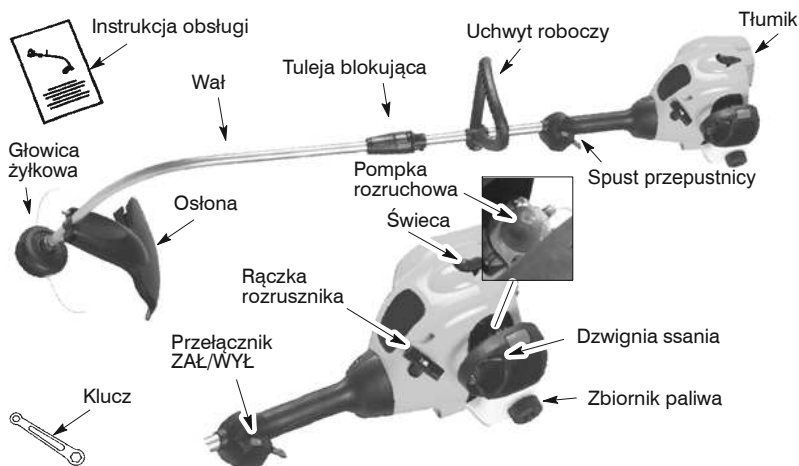 Instrukcja obsługi
Tłumik
Uchwyt roboczy
Tuleja blokująca
Wał
Głowica
żyłkowa
Pompka
rozruchowa
Spust przepustnicy
Osłona
Świeca
Rączka
rozrusznika
Przełącznik
ZAŁ/WYŁ
Dzwignia ssania
Klucz
Zbiornik paliwa